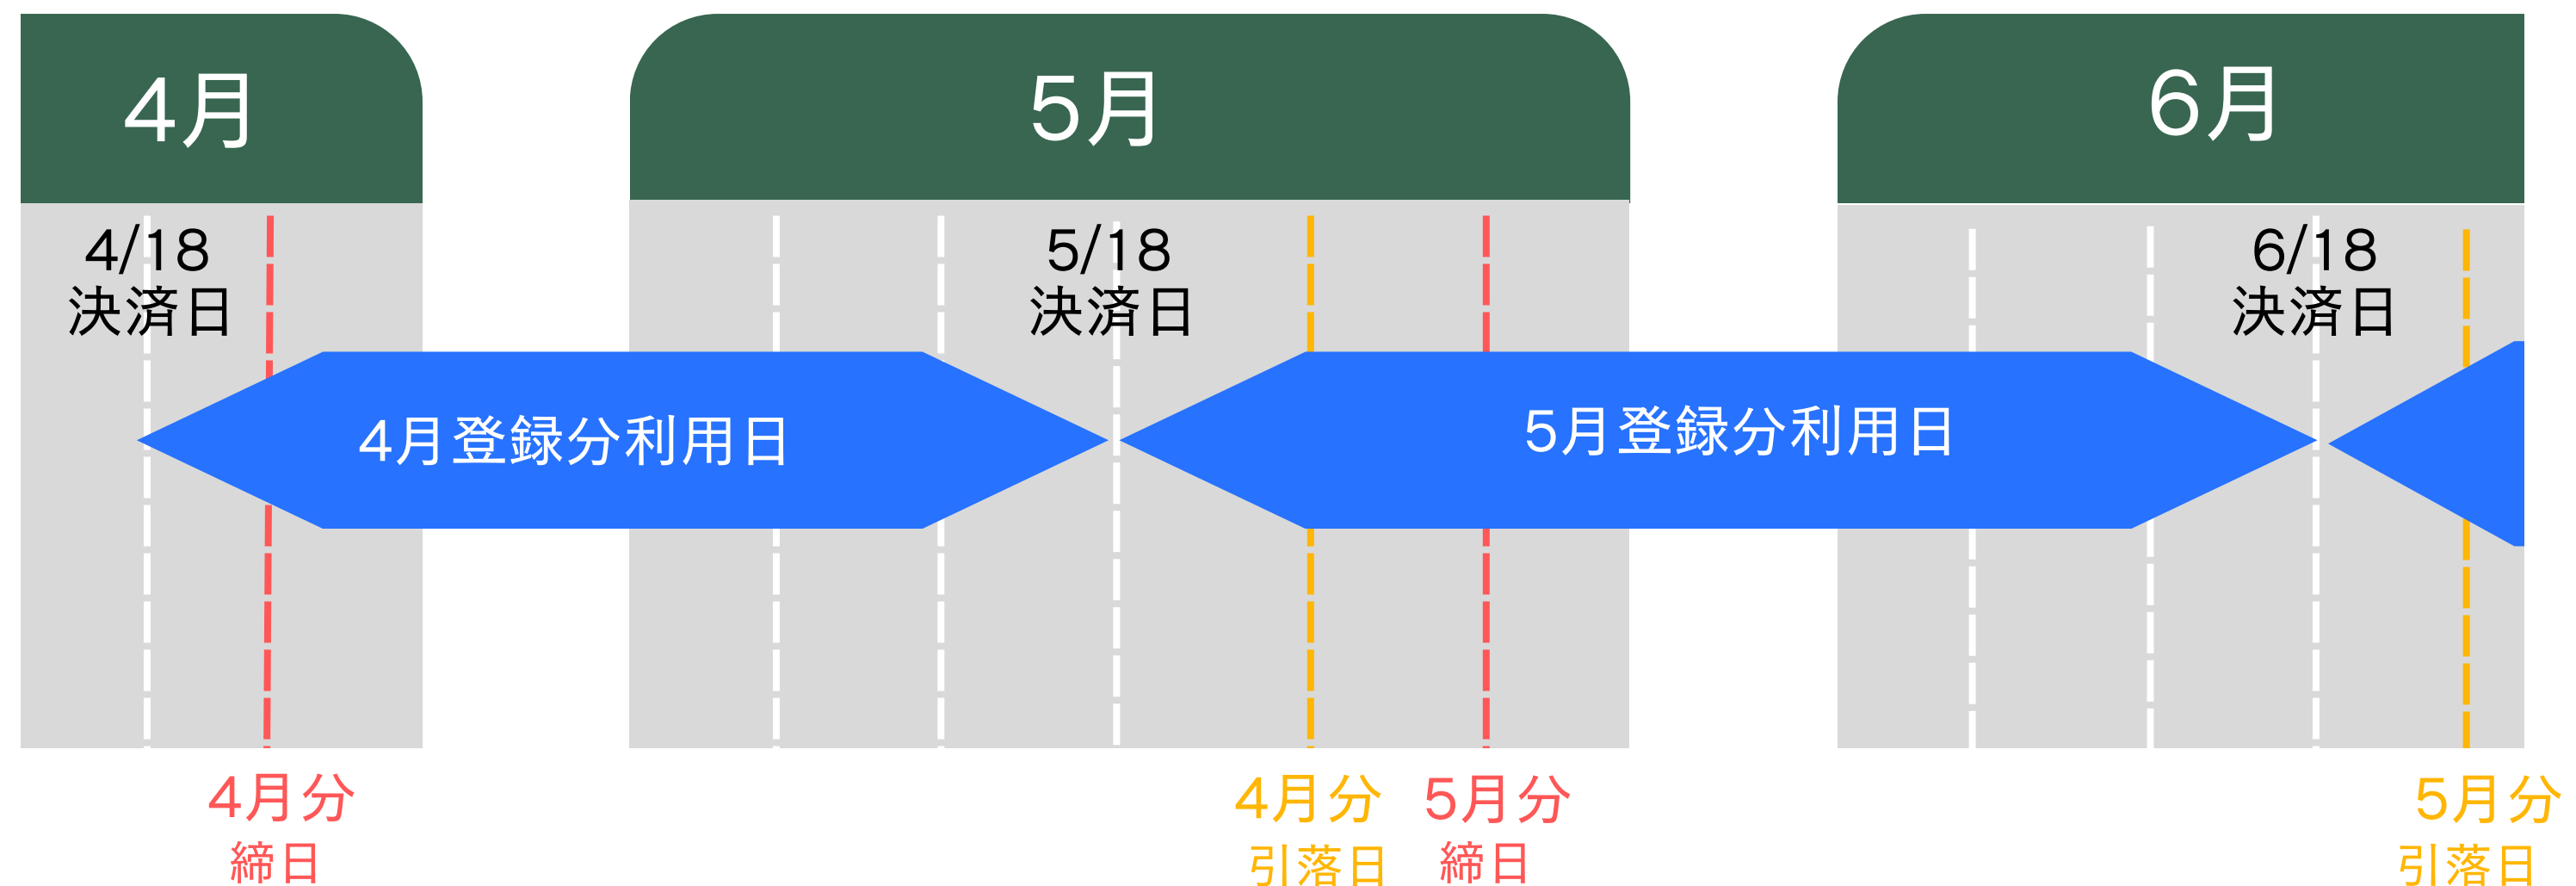 4月
5月
6月
4/18
決済日
5/18
決済日
6/18
決済日
4月登録分利用日
5月登録分利用日
4月分
締日
4月分
引落日
5月分
締日
5月分
引落日